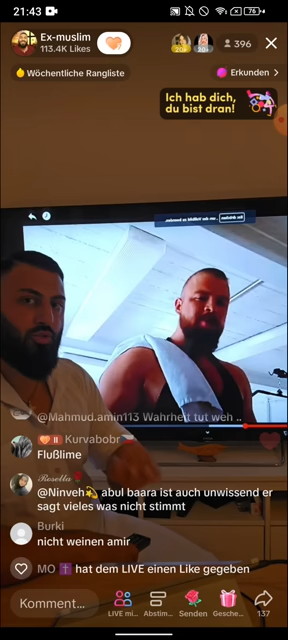 21:43
76
Ex-muslim
113.4K Likes
396
Wöchentliche Rangliste
Erkunden >
Ich hab dich,
du bist dran!
@Mahmud.amin113 Wahrheit tut weh ..
Kurvabobr
Flußlime
Rosella
@Ninveh💫 abul baara ist auch unwissend er
sagt vieles was nicht stimmt
Burki
nicht weinen amir
MO ✝️ hat dem LIVE einen Like gegeben
Komment...
LIVE mi...
Abstim...
Senden
Gesche...
137